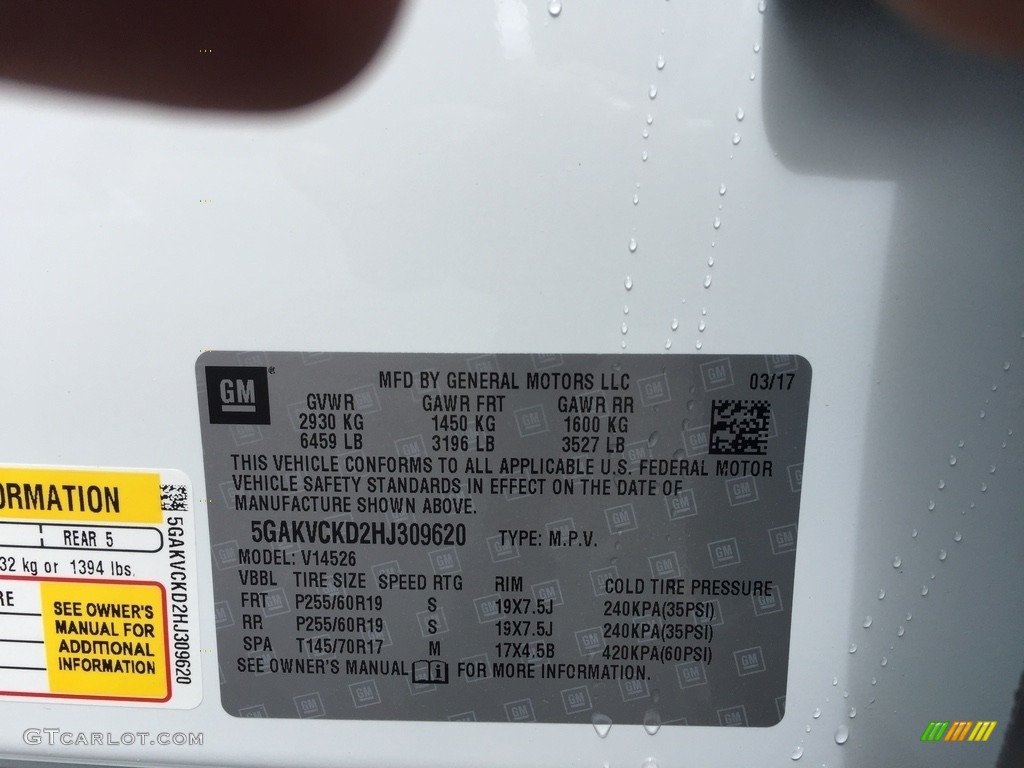 GM
MFD BY GENERAL MOTORS LLC 03/17
GVWR GAWR FRT GAWR RR
2930 KG 1450 KG 1600 KG
6459 LB 3196 LB 3527 LB
THIS VEHICLE CONFORMS TO ALL APPLICABLE U.S. FEDERAL MOTOR
VEHICLE SAFETY STANDARDS IN EFFECT ON THE DATE OF
MANUFACTURE SHOWN ABOVE.
5GAKVCKD2HJ309620 TYPE: M.P.V.
MODEL: V14526
VBBL TIRE SIZE SPEED RTG RIM COLD TIRE PRESSURE
FRT P255/60R19 S 19X7.5J 240KPA(35PSI)
RR P255/60R19 S 19X7.5J 240KPA(35PSI)
SPA T145/70R17 M 17X4.5B 420KPA(60PSI)
SEE OWNER'S MANUAL FOR MORE INFORMATION.
ORMATION
REAR 5
32 kg or 1394 lbs.
RE
SEE OWNER'S
MANUAL FOR
ADDITIONAL
INFORMATION
5GAKVCKD2HJ309620
GTCARLOT.COM